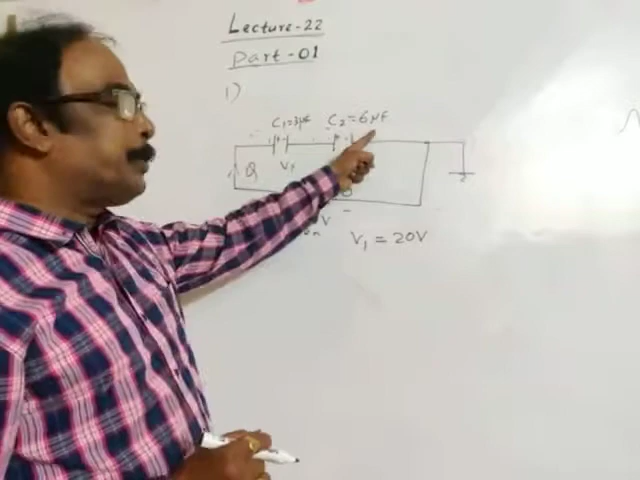 Lecture-22
Part-01
1)
C₁=3μF C₂=6μF
Q V₁
V
V₁ = 20V